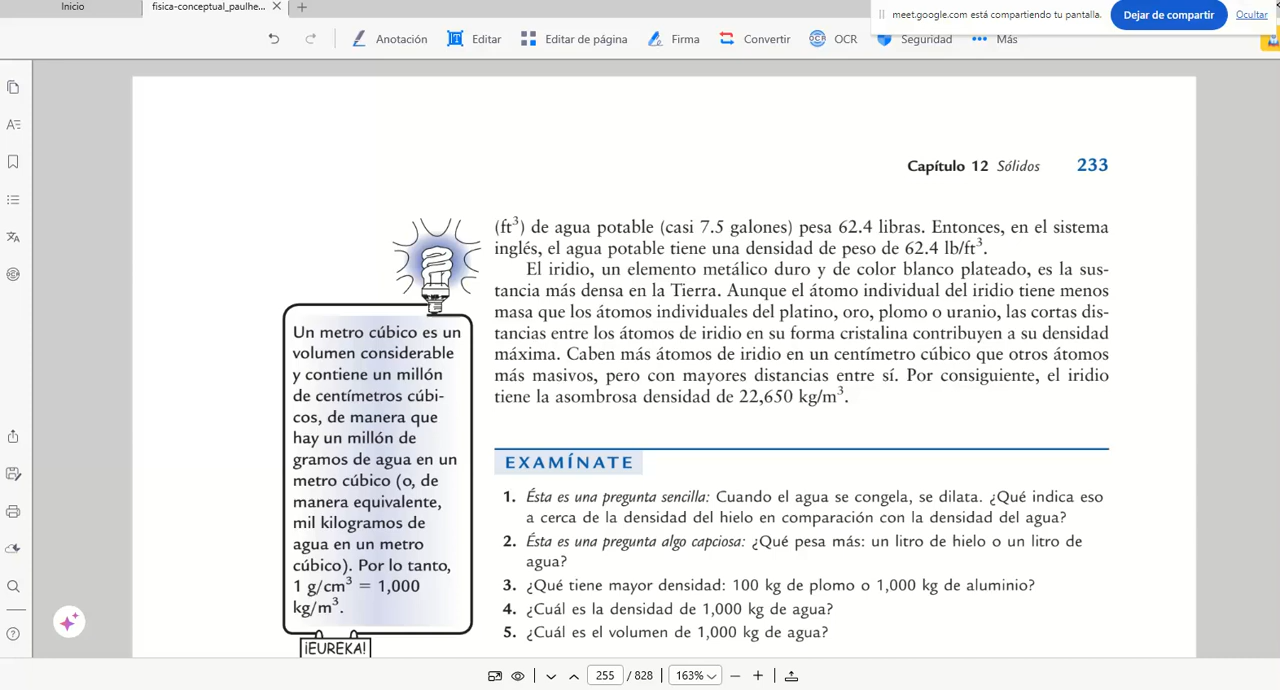 Inicio
fisica-conceptual_paulhe...
meet.google.com está compartiendo tu pantalla.
Dejar de compartir
Ocultar
Anotación
Editar
Editar de página
Firma
Convertir
OCR
Seguridad
Más
Capítulo 12 Sólidos 233
(ft³) de agua potable (casi 7.5 galones) pesa 62.4 libras. Entonces, en el sistema
inglés, el agua potable tiene una densidad de peso de 62.4 lb/ft³.
El iridio, un elemento metálico duro y de color blanco plateado, es la sus-
tancia más densa en la Tierra. Aunque el átomo individual del iridio tiene menos
masa que los átomos individuales del platino, oro, plomo o uranio, las cortas dis-
tancias entre los átomos de iridio en su forma cristalina contribuyen a su densidad
máxima. Caben más átomos de iridio en un centímetro cúbico que otros átomos
más masivos, pero con mayores distancias entre sí. Por consiguiente, el iridio
tiene la asombrosa densidad de 22,650 kg/m³.
Un metro cúbico es un
volumen considerable
y contiene un millón
de centímetros cúbi-
cos, de manera que
hay un millón de
gramos de agua en un
metro cúbico (o, de
manera equivalente,
mil kilogramos de
agua en un metro
cúbico). Por lo tanto,
1 g/cm³ = 1,000
kg/m³.
¡EUREKA!
EXAMÍNATE
1. Ésta es una pregunta sencilla: Cuando el agua se congela, se dilata. ¿Qué indica eso
a cerca de la densidad del hielo en comparación con la densidad del agua?
2. Ésta es una pregunta algo capciosa: ¿Qué pesa más: un litro de hielo o un litro de
agua?
3. ¿Qué tiene mayor densidad: 100 kg de plomo o 1,000 kg de aluminio?
4. ¿Cuál es la densidad de 1,000 kg de agua?
5. ¿Cuál es el volumen de 1,000 kg de agua?
255 / 828
163%